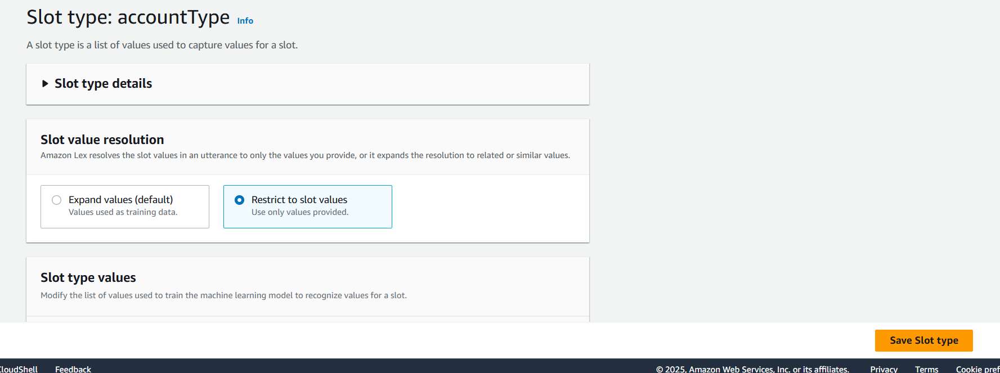 Slot type: accountType Info
A slot type is a list of values used to capture values for a slot.
Slot type details
Slot value resolution
Amazon Lex resolves the slot values in an utterance to only the values you provide, or it expands the resolution to related or similar values.
Expand values (default)
Values used as training data.
Restrict to slot values
Use only values provided.
Slot type values
Modify the list of values used to train the machine learning model to recognize values for a slot.
Save Slot type
CloudShell Feedback © 2025, Amazon Web Services, Inc. or its affiliates. Privacy Terms Cookie pref